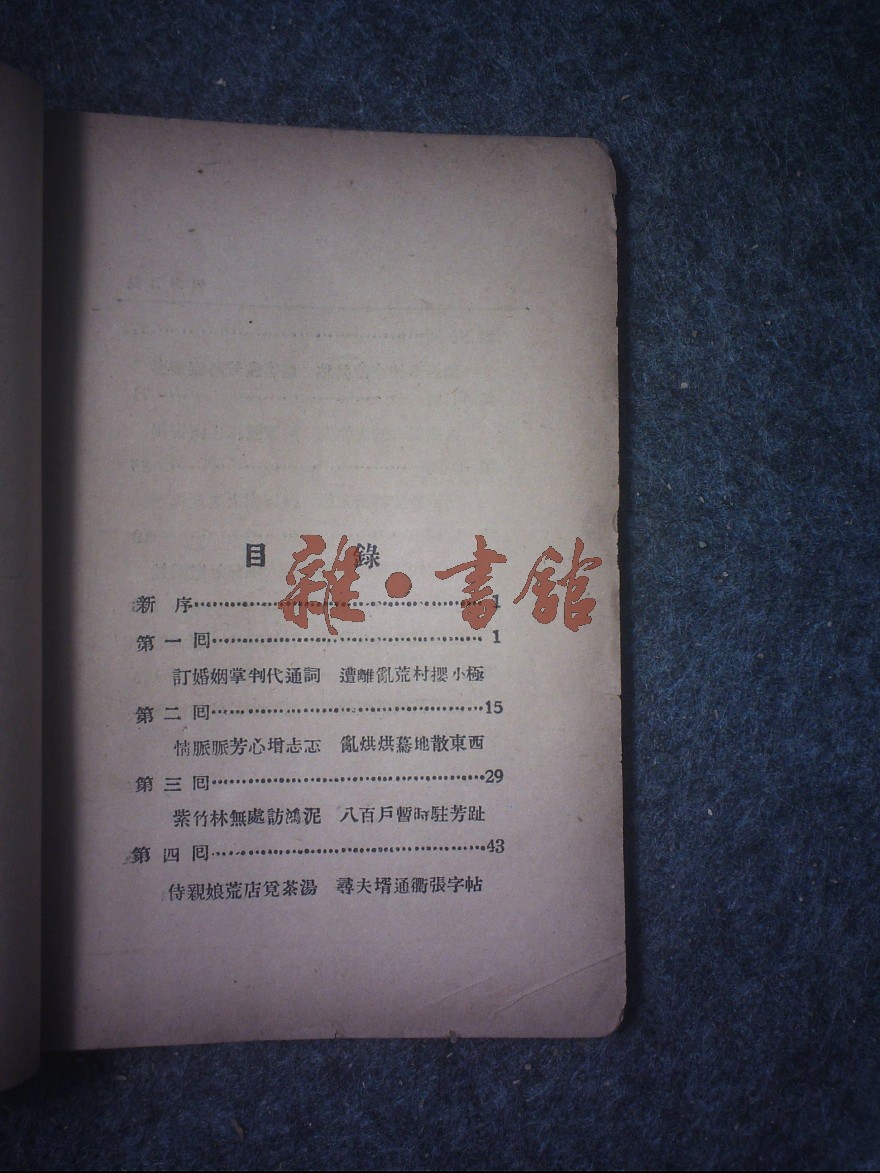 目 錄
雜·書館
新序……………………………………1
第一回……………………………………1
訂婚姻掌判代通詞 遭離亂荒村攖小極
第二回……………………………………15
情脈脈芳心增忐忑 亂烘烘驀地散東西
第三回……………………………………29
紫竹林無處訪鴻泥 八百戶暫時駐芳趾
第四回……………………………………43
侍親娘荒店覓茶湯 尋夫壻通衢張字帖